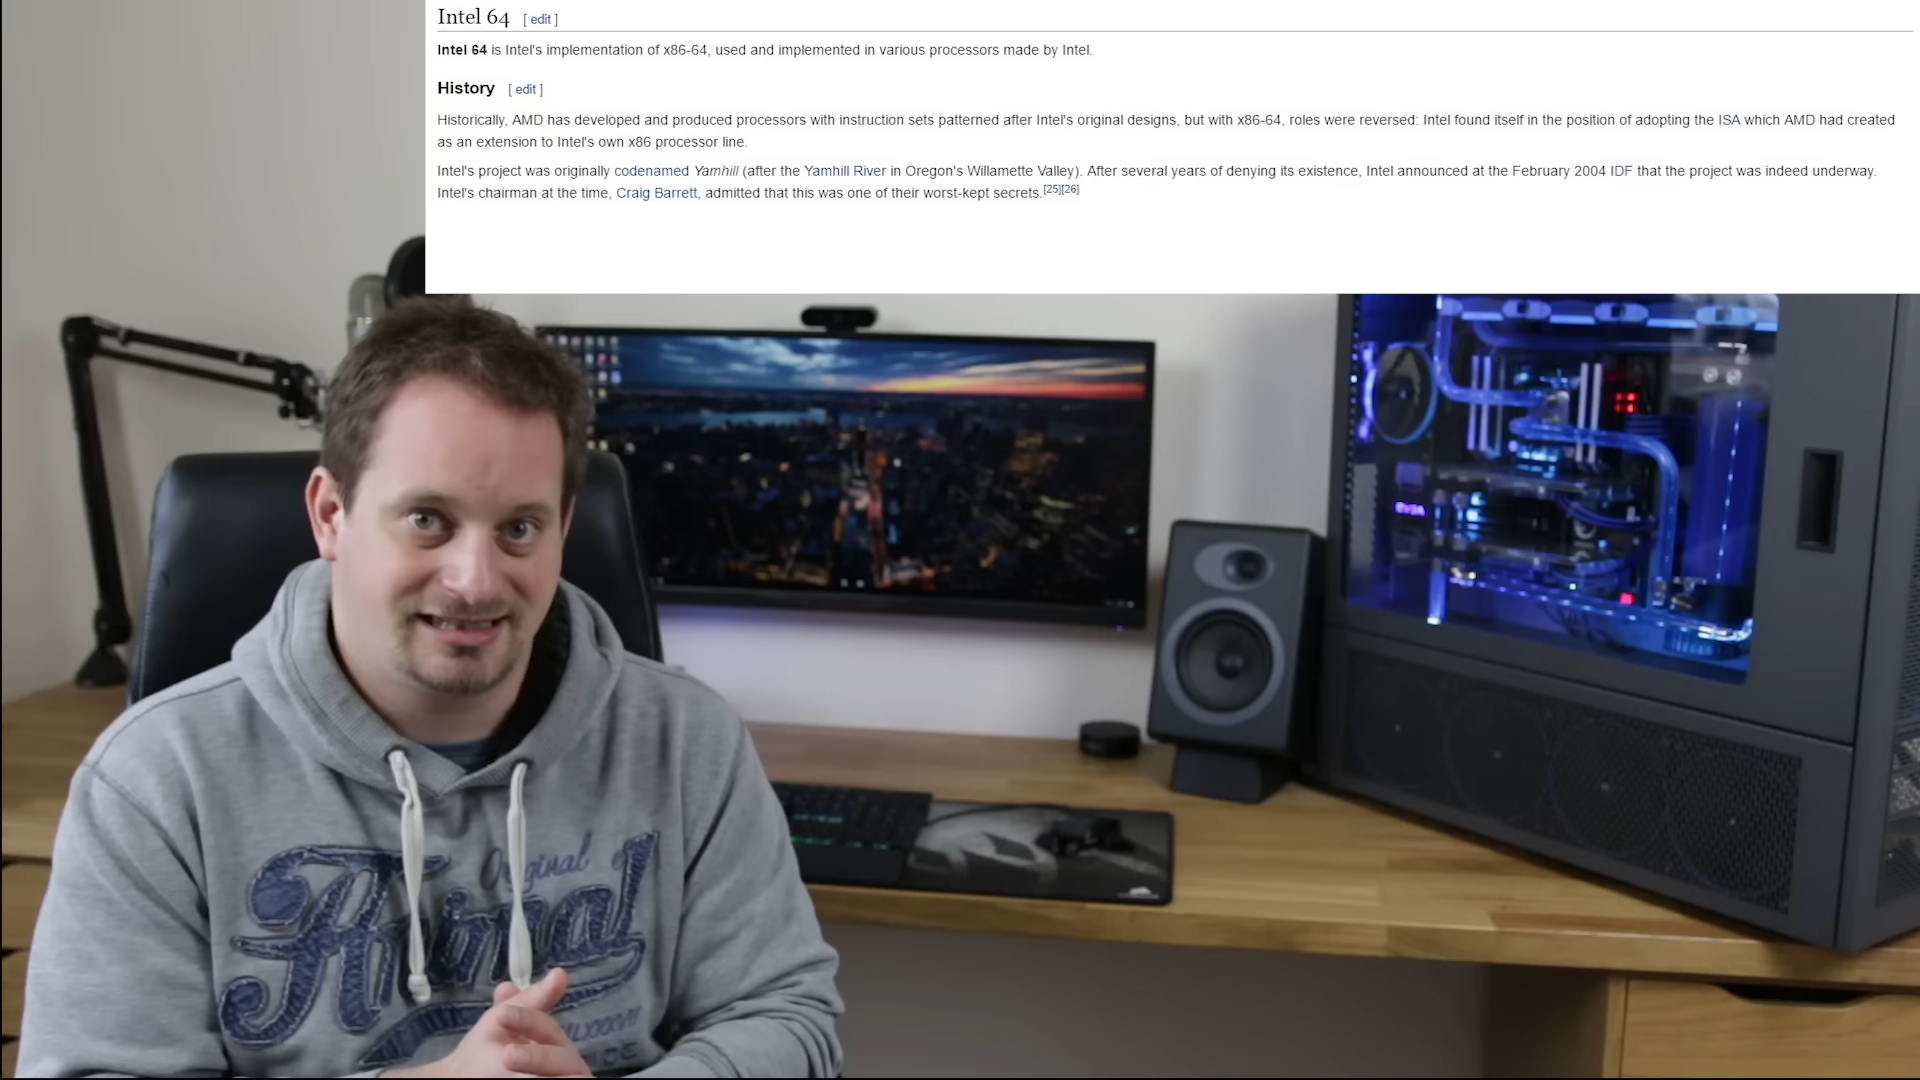 Intel 64 [ edit ]
Intel 64 is Intel's implementation of x86-64, used and implemented in various processors made by Intel.
History [ edit ]
Historically, AMD has developed and produced processors with instruction sets patterned after Intel's original designs, but with x86-64, roles were reversed: Intel found itself in the position of adopting the ISA which AMD had created
as an extension to Intel's own x86 processor line.
Intel's project was originally codenamed Yamhill (after the Yamhill River in Oregon's Willamette Valley). After several years of denying its existence, Intel announced at the February 2004 IDF that the project was indeed underway.
Intel's chairman at the time, Craig Barrett, admitted that this was one of their worst-kept secrets.[25][26]
EVGA
Original
Animal